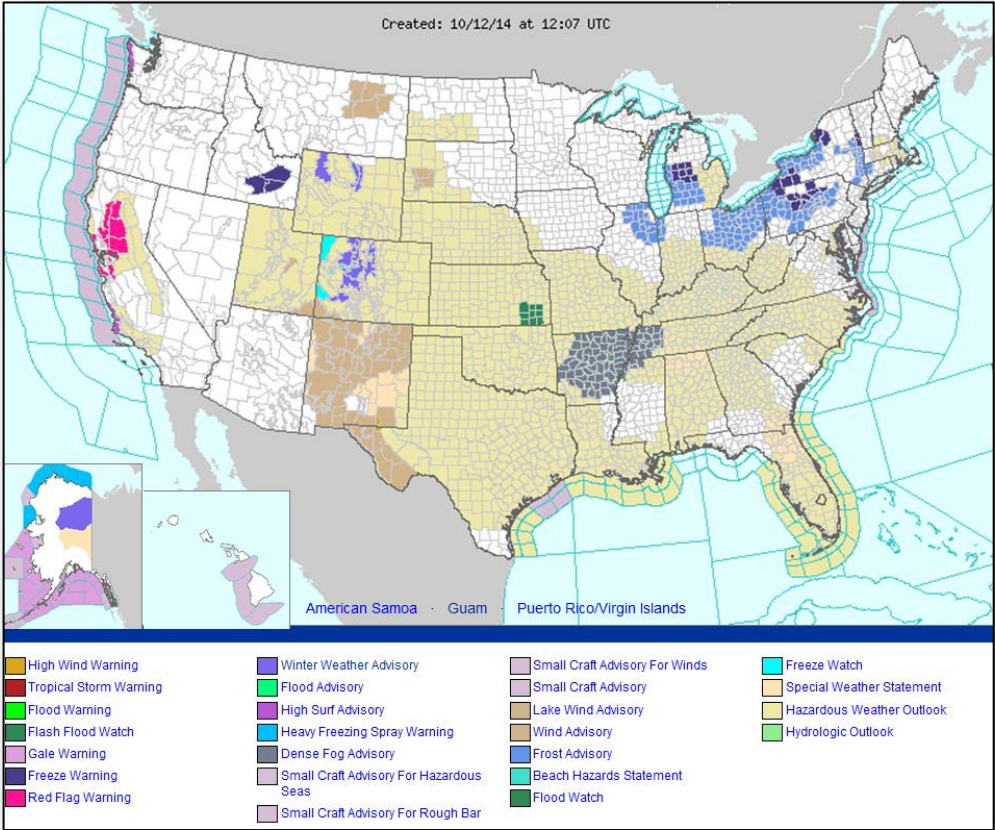 Created: 10/12/14 at 12:07 UTC
American Samoa · Guam · Puerto Rico/Virgin Islands
High Wind Warning
Tropical Storm Warning
Flood Warning
Flash Flood Watch
Gale Warning
Freeze Warning
Red Flag Warning
Winter Weather Advisory
Flood Advisory
High Surf Advisory
Heavy Freezing Spray Warning
Dense Fog Advisory
Small Craft Advisory For Hazardous
Seas
Small Craft Advisory For Rough Bar
Small Craft Advisory For Winds
Small Craft Advisory
Lake Wind Advisory
Wind Advisory
Frost Advisory
Beach Hazards Statement
Flood Watch
Freeze Watch
Special Weather Statement
Hazardous Weather Outlook
Hydrologic Outlook